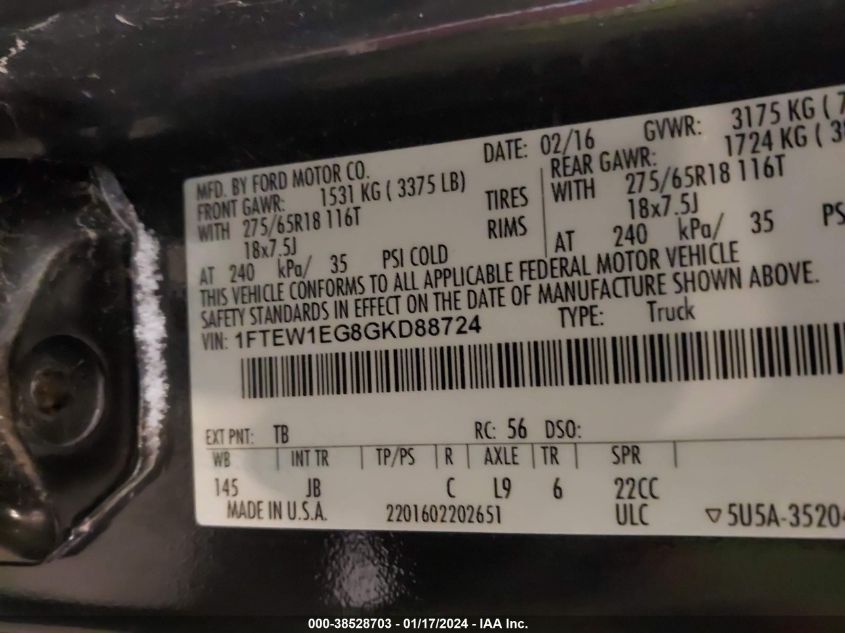 MFD. BY FORD MOTOR CO.
DATE: 02/16 GVWR: 3175 KG ( 7
FRONT GAWR: 1531 KG ( 3375 LB)
REAR GAWR: 1724 KG ( 38
WITH 275/65R18 116T TIRES
WITH 275/65R18 116T
18x7.5J RIMS
18x7.5J
AT 240 kPa/ 35 PSI COLD
AT 240 kPa/ 35 PS
THIS VEHICLE CONFORMS TO ALL APPLICABLE FEDERAL MOTOR VEHICLE
SAFETY STANDARDS IN EFFECT ON THE DATE OF MANUFACTURE SHOWN ABOVE.
VIN: 1FTEW1EG8GKD88724 TYPE: Truck
EXT PNT: TB RC: 56 DSO:
WB INT TR TP/PS R AXLE TR SPR
145 JB C L9 6 22CC
MADE IN U.S.A. 2201602202651 ULC ▽5U5A-35204
000-38528703 - 01/17/2024 - IAA Inc.